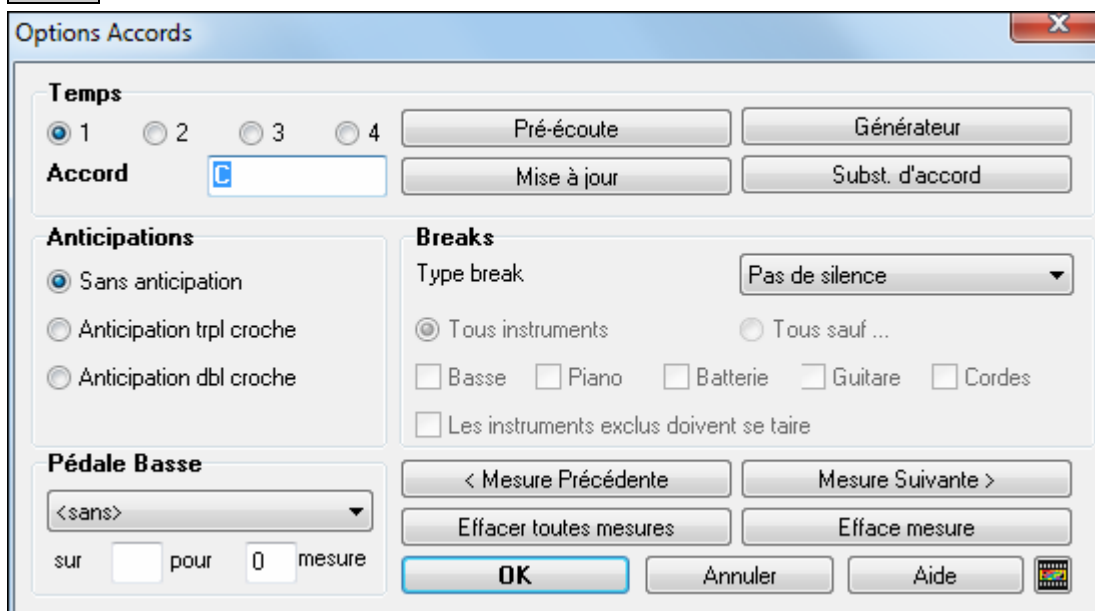 Options Accords
Temps
1 2 3 4
Pré-écoute
Générateur
Accord
C
Mise à jour
Subst. d'accord
Anticipations
Sans anticipation
Anticipation trpl croche
Anticipation dbl croche
Breaks
Type break
Pas de silence
Tous instruments
Tous sauf ...
Basse Piano Batterie Guitare Cordes
Les instruments exclus doivent se taire
Pédale Basse
<sans>
sur pour 0 mesure
< Mesure Précédente
Mesure Suivante >
Effacer toutes mesures
Efface mesure
OK
Annuler
Aide